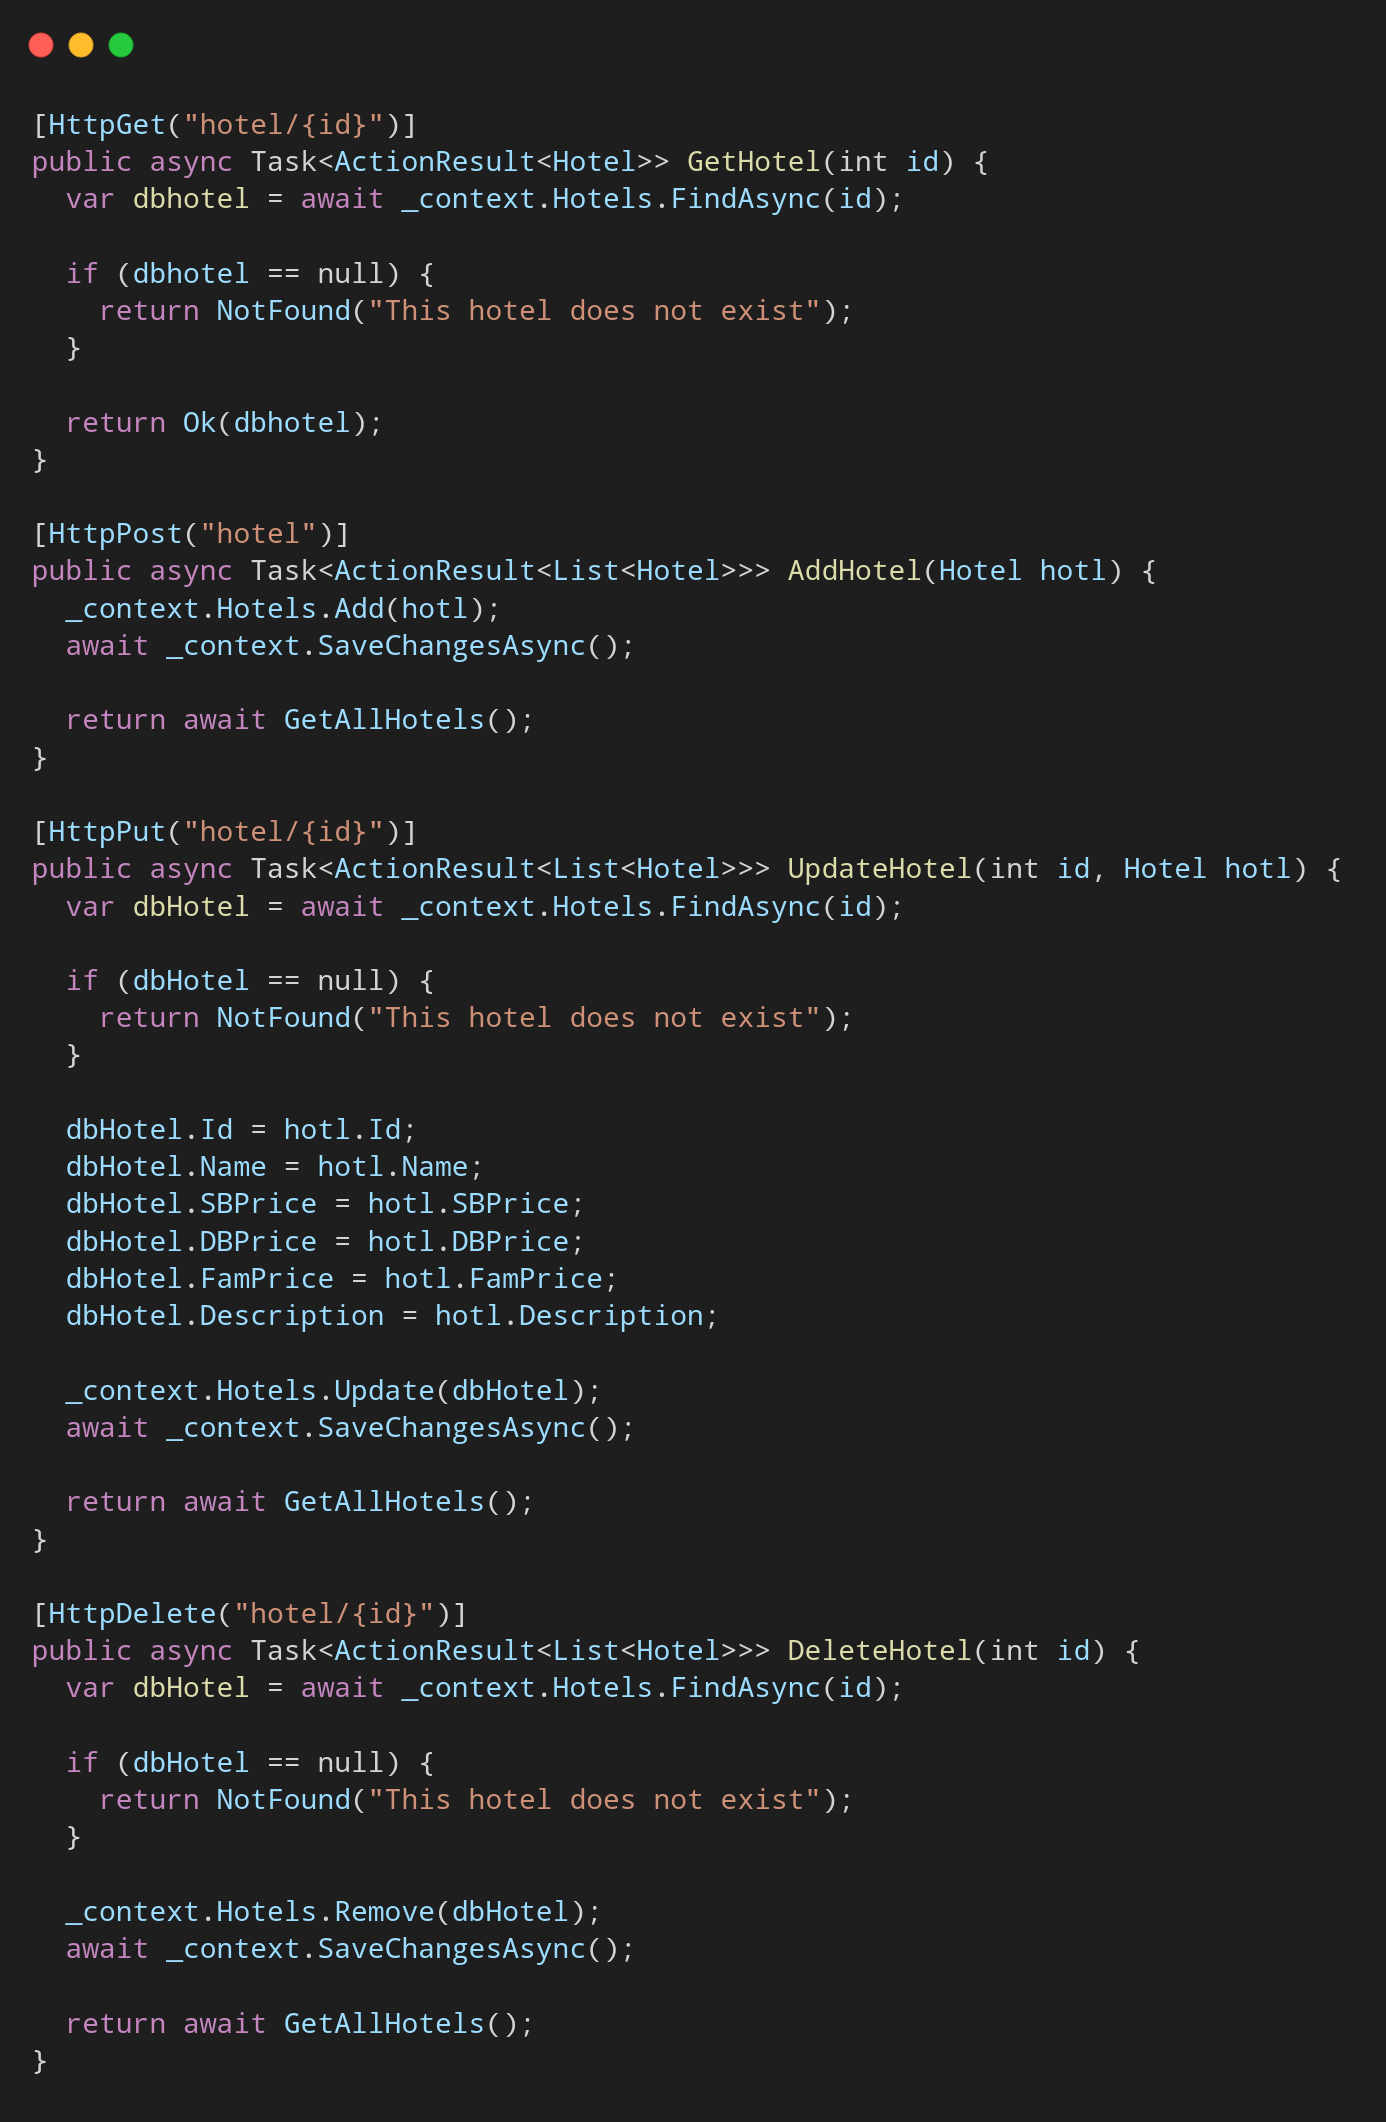 [HttpGet("hotel/{id}")]
public async Task<ActionResult<Hotel>> GetHotel(int id) {
  var dbhotel = await _context.Hotels.FindAsync(id);

  if (dbhotel == null) {
    return NotFound("This hotel does not exist");
  }

  return Ok(dbhotel);
}

[HttpPost("hotel")]
public async Task<ActionResult<List<Hotel>>> AddHotel(Hotel hotl) {
  _context.Hotels.Add(hotl);
  await _context.SaveChangesAsync();

  return await GetAllHotels();
}

[HttpPut("hotel/{id}")]
public async Task<ActionResult<List<Hotel>>> UpdateHotel(int id, Hotel hotl) {
  var dbHotel = await _context.Hotels.FindAsync(id);

  if (dbHotel == null) {
    return NotFound("This hotel does not exist");
  }

  dbHotel.Id = hotl.Id;
  dbHotel.Name = hotl.Name;
  dbHotel.SBPrice = hotl.SBPrice;
  dbHotel.DBPrice = hotl.DBPrice;
  dbHotel.FamPrice = hotl.FamPrice;
  dbHotel.Description = hotl.Description;

  _context.Hotels.Update(dbHotel);
  await _context.SaveChangesAsync();

  return await GetAllHotels();
}

[HttpDelete("hotel/{id}")]
public async Task<ActionResult<List<Hotel>>> DeleteHotel(int id) {
  var dbHotel = await _context.Hotels.FindAsync(id);

  if (dbHotel == null) {
    return NotFound("This hotel does not exist");
  }

  _context.Hotels.Remove(dbHotel);
  await _context.SaveChangesAsync();

  return await GetAllHotels();
}